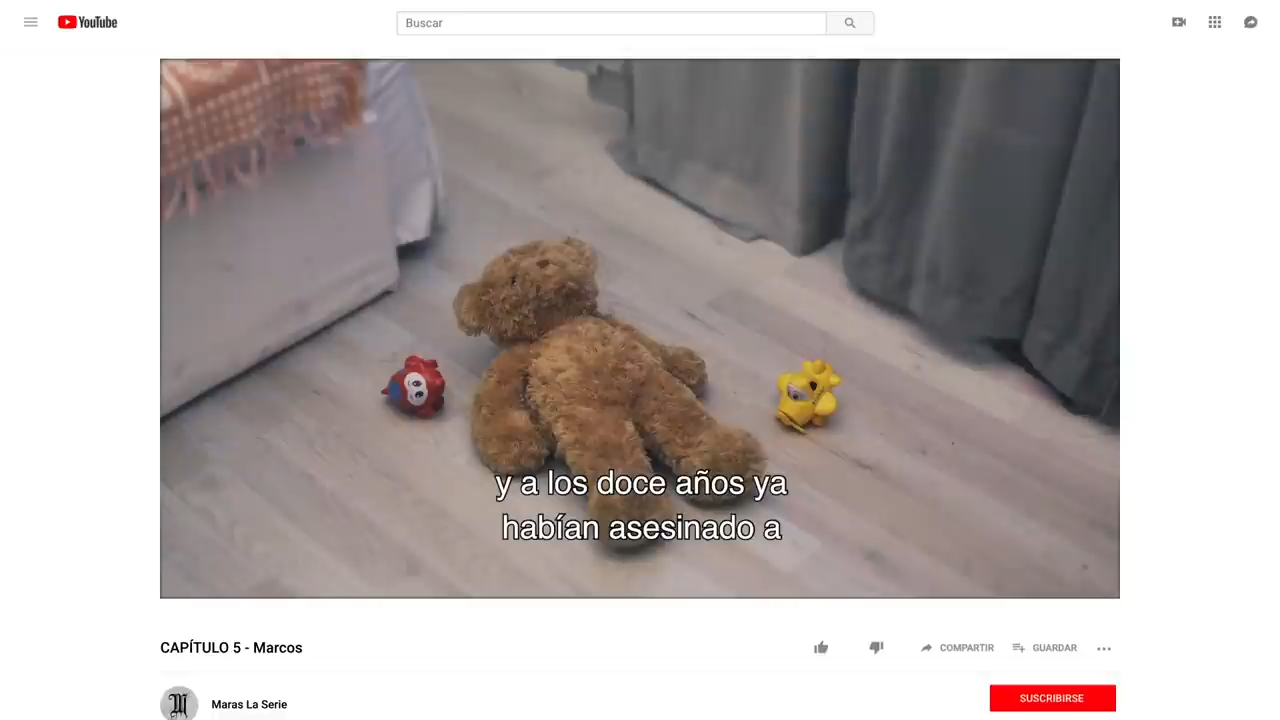 YouTube
Buscar
y a los doce años ya
habían asesinado a
CAPÍTULO 5 - Marcos
COMPARTIR
GUARDAR
M
Maras La Serie
SUSCRIBIRSE